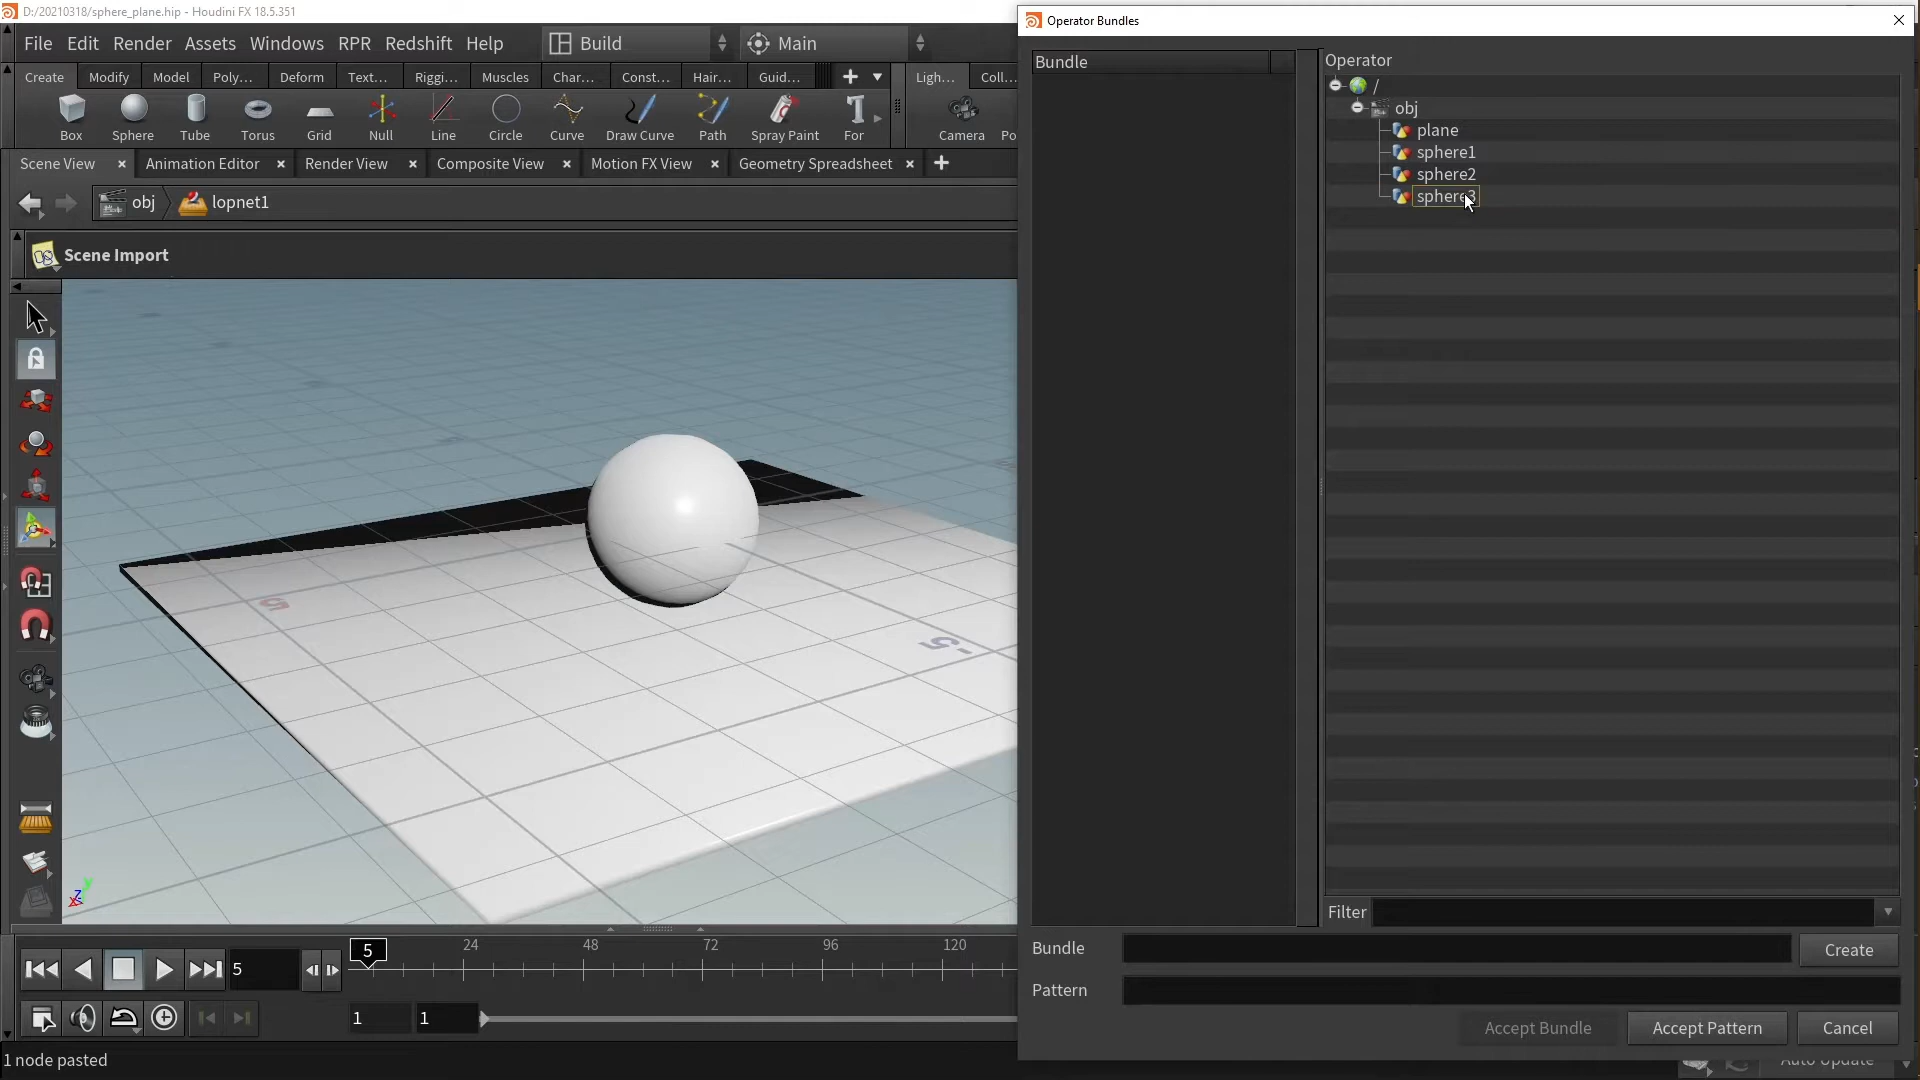 D:/20210318/sphere_plane.hip - Houdini FX 18.5.351
Operator Bundles
File Edit Render Assets Windows RPR Redshift Help Build Main
Create Modify Model Poly... Deform Text... Riggi... Muscles Char... Const... Hair... Guid... Ligh... Coll...
Box Sphere Tube Torus Grid Null Line Circle Curve Draw Curve Path Spray Paint For Camera Po
Scene View Animation Editor Render View Composite View Motion FX View Geometry Spreadsheet
obj lopnet1
Scene Import
5
-5
Bundle
Operator
/
obj
plane
sphere1
sphere2
sphere3
Filter
Bundle Create
Pattern
Accept Bundle Accept Pattern Cancel
5 5 24 48 72 96 120
1 1
1 node pasted
Auto Update
z y x